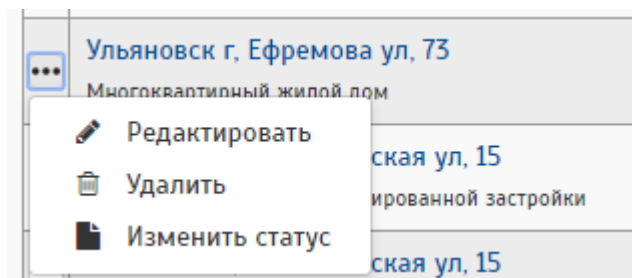 Ульяновск г, Ефремова ул, 73
Многоквартирный жилой дом
Редактировать
ская ул, 15
Удалить
ированной застройки
Изменить статус
ская ул, 15